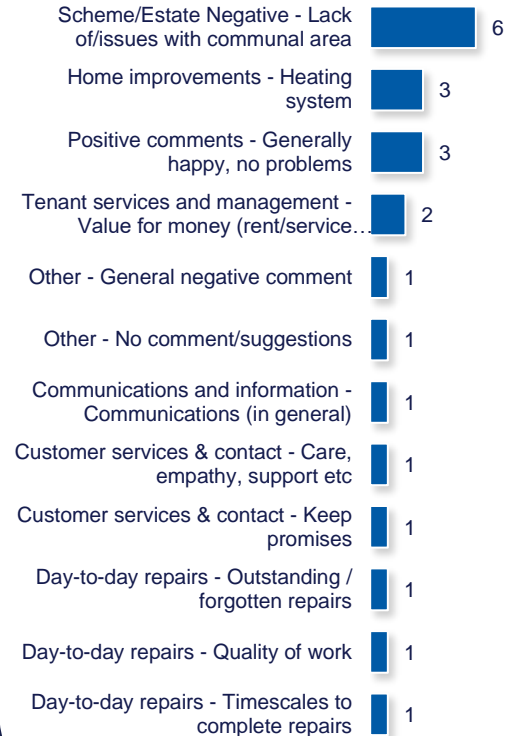 Scheme/Estate Negative - Lack
of/issues with communal area
6
Home improvements - Heating
system
3
Positive comments - Generally
happy, no problems
3
Tenant services and management -
Value for money (rent/service…
2
Other - General negative comment
1
Other - No comment/suggestions
1
Communications and information -
Communications (in general)
1
Customer services & contact - Care,
empathy, support etc
1
Customer services & contact - Keep
promises
1
Day-to-day repairs - Outstanding /
forgotten repairs
1
Day-to-day repairs - Quality of work
1
Day-to-day repairs - Timescales to
complete repairs
1